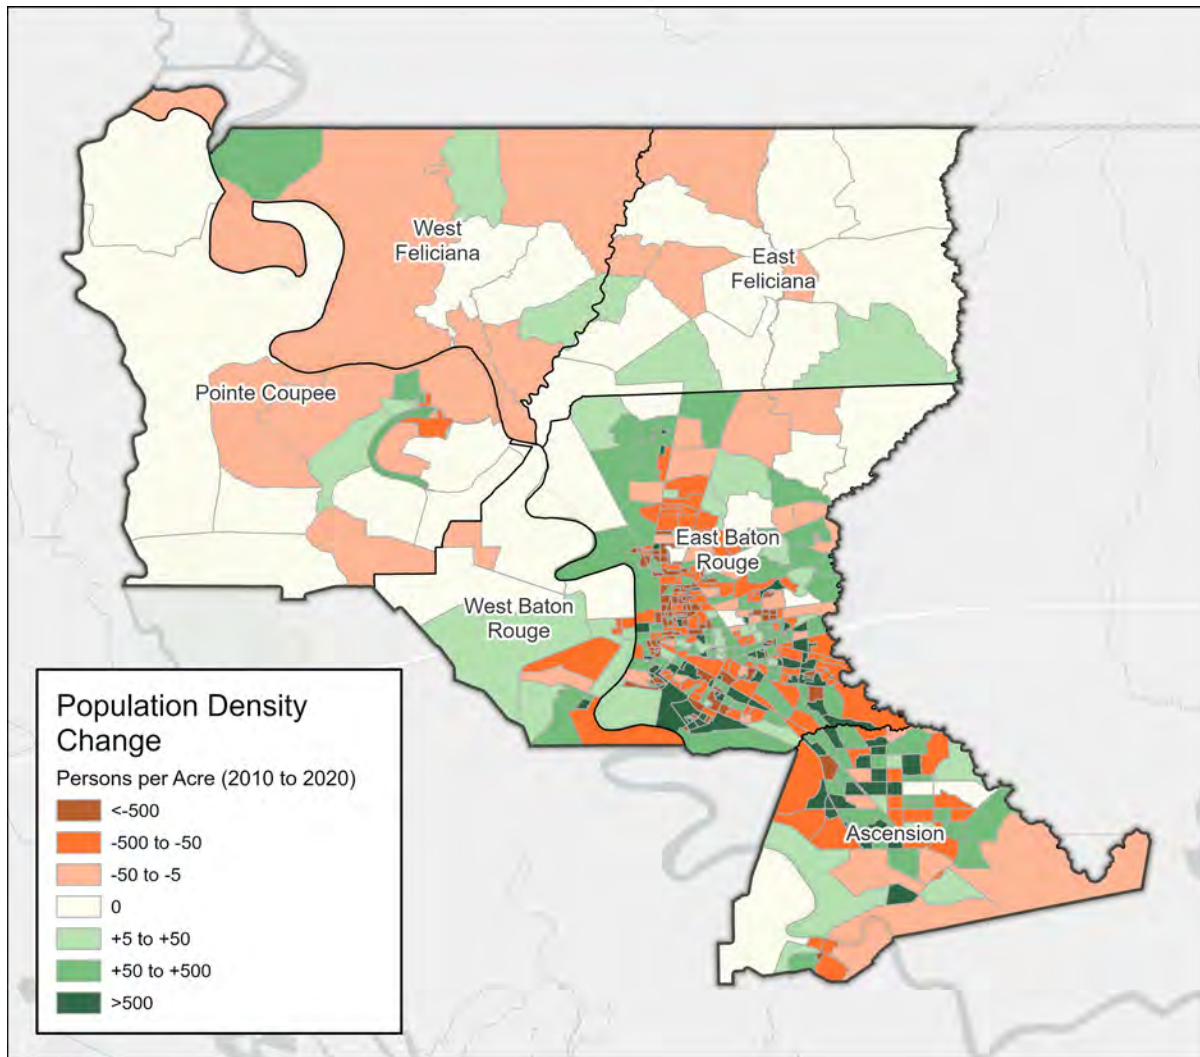 West
Feliciana
East
Feliciana
Pointe Coupee
East Baton
Rouge
West Baton
Rouge
Ascension
Population Density
Change
Persons per Acre (2010 to 2020)
<-500
-500 to -50
-50 to -5
0
+5 to +50
+50 to +500
>500